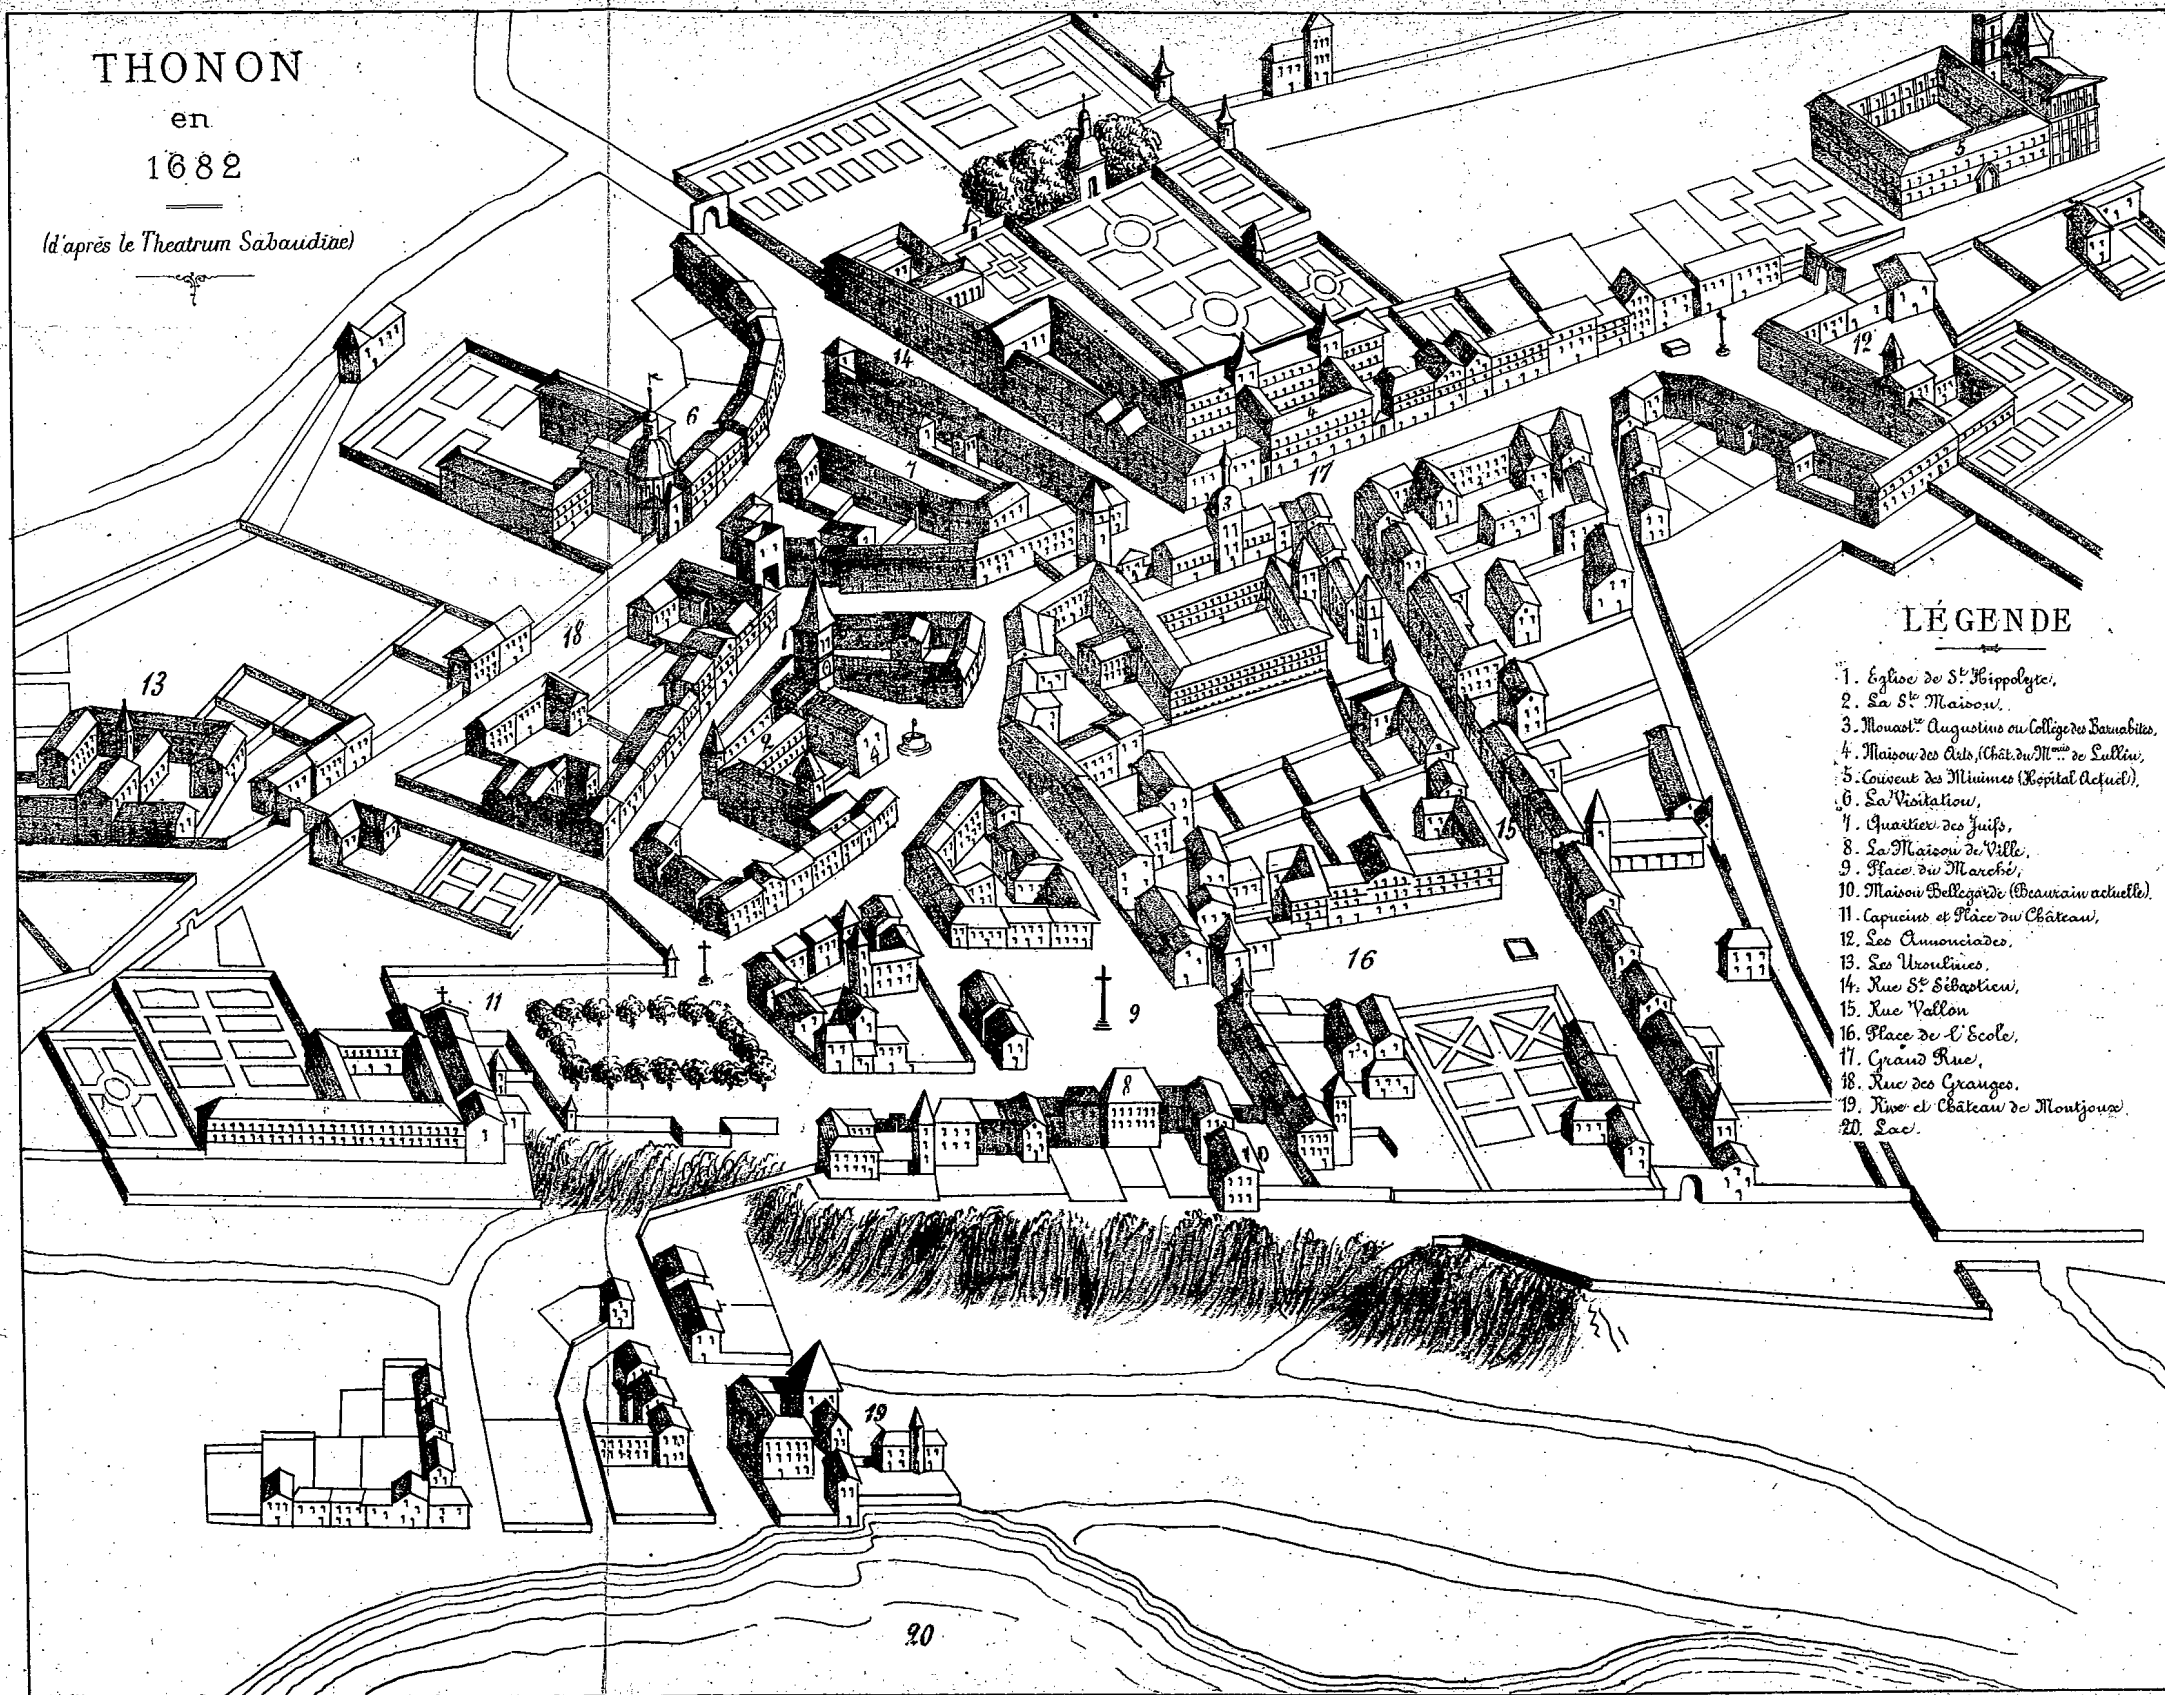 THONON
en
1682
(d'après le Theatrum Sabaudiae)
5
14
6
12
4
7
17
3
1
18
13
2
15
16
11
9
8
10
19
20
LÉGENDE
1. Eglise de St Hippolyte,
2. La Ste Maison,
3. Monastre Augustins ou Collège des Barnabites,
4. Maison des Arts, (Chât. du Mquis de Lullin,
5. Couvent des Minimes (Hôpital Actuel),
6. La Visitation,
7. Quartier des Juifs,
8. La Maison de Ville,
9. Place du Marché,
10. Maison Bellegarde (Beaurain actuelle).
11. Capucins et Place du Château,
12. Les Annonciades,
13. Les Ursulines,
14. Rue St Sébastien,
15. Rue Vallon
16. Place de l'Ecole,
17. Grand Rue,
18. Rue des Granges,
19. Rive et Château de Montjoux,
20. Lac.